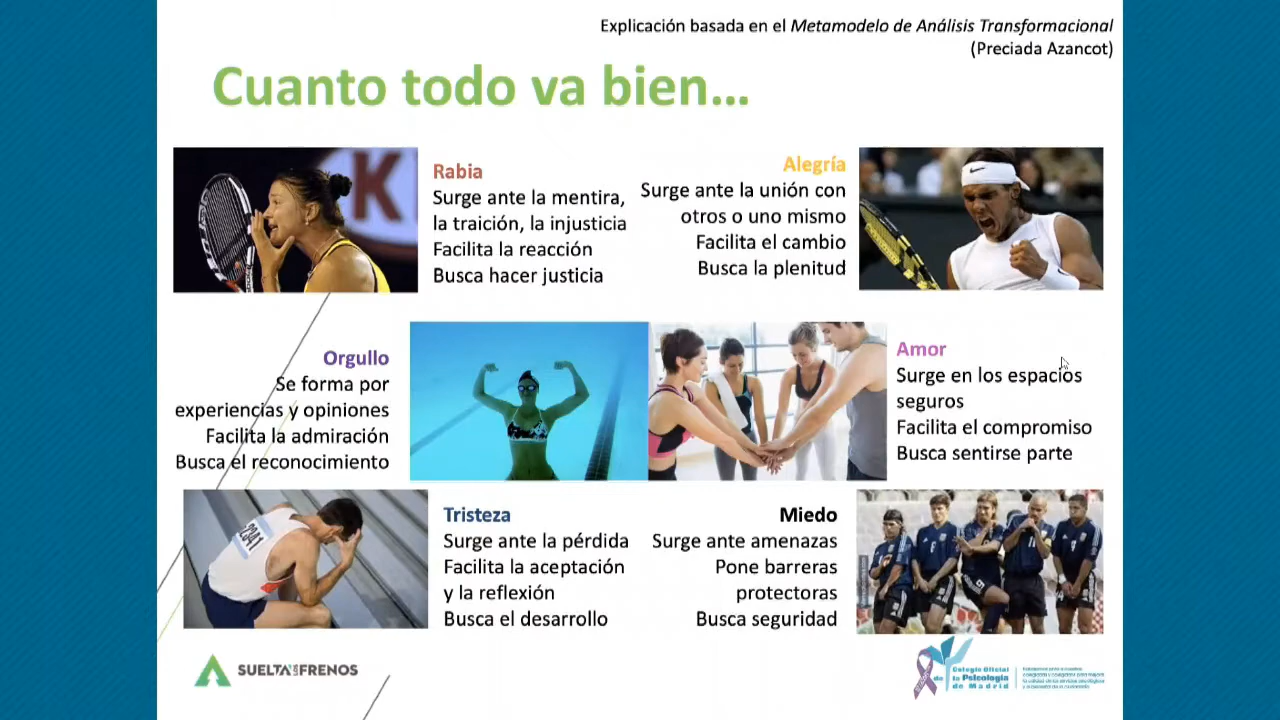 Explicación basada en el Metamodelo de Análisis Transformacional
(Preciada Azancot)
Cuanto todo va bien...
Rabia
Surge ante la mentira,
la traición, la injusticia
Facilita la reacción
Busca hacer justicia
Alegría
Surge ante la unión con
otros o uno mismo
Facilita el cambio
Busca la plenitud
Orgullo
Se forma por
experiencias y opiniones
Facilita la admiración
Busca el reconocimiento
Amor
Surge en los espacios
seguros
Facilita el compromiso
Busca sentirse parte
Tristeza
Surge ante la pérdida
Facilita la aceptación
y la reflexión
Busca el desarrollo
Miedo
Surge ante amenazas
Pone barreras
protectoras
Busca seguridad
K
SUELTA LOS FRENOS
Colegio Oficial
de la Psicología
de Madrid